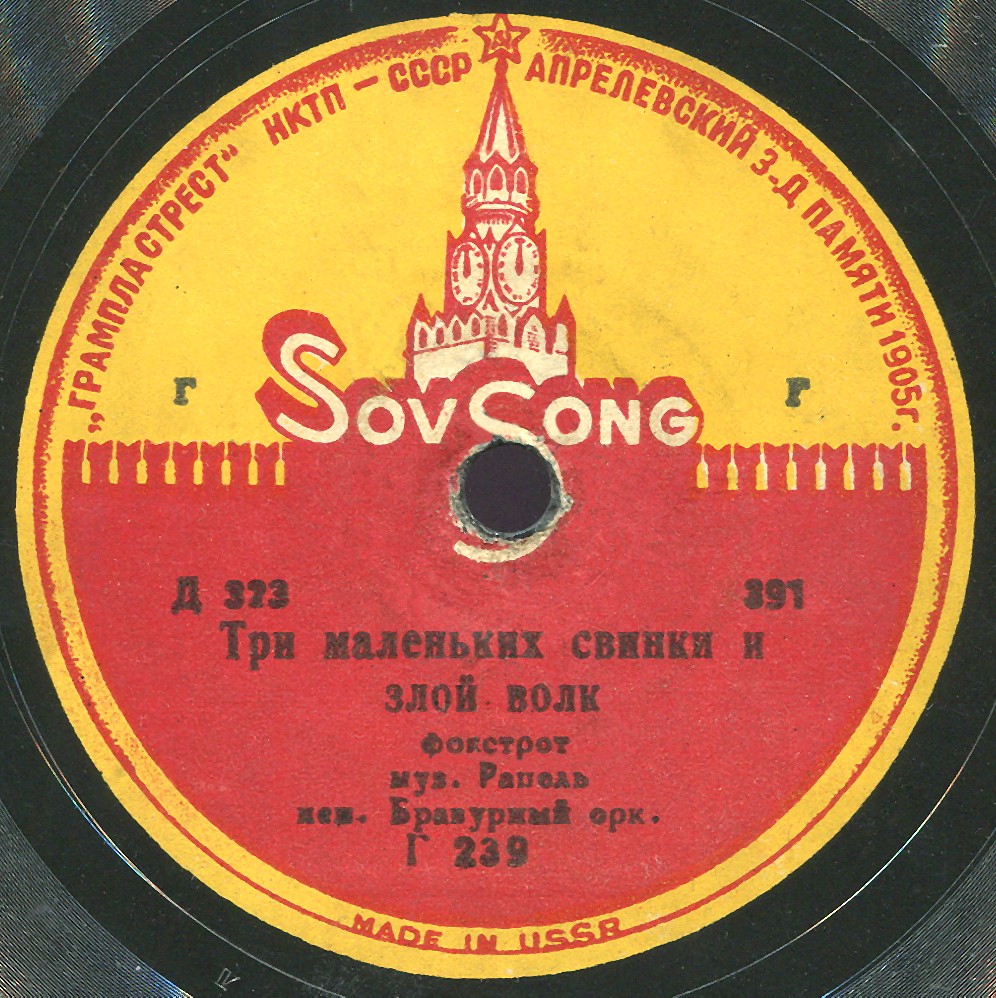 „ГРАМПЛАСТРЕСТ" НКТП – СССР АПРЕЛЕВСКИЙ З-Д ПАМЯТИ 1905г.
Г Г
SOVSONG
Д 373 391
Три маленьких свинки и
злой волк
фокстрот
муз. Рапель
исп. Бравурный орк.
Г 239
MADE IN USSR